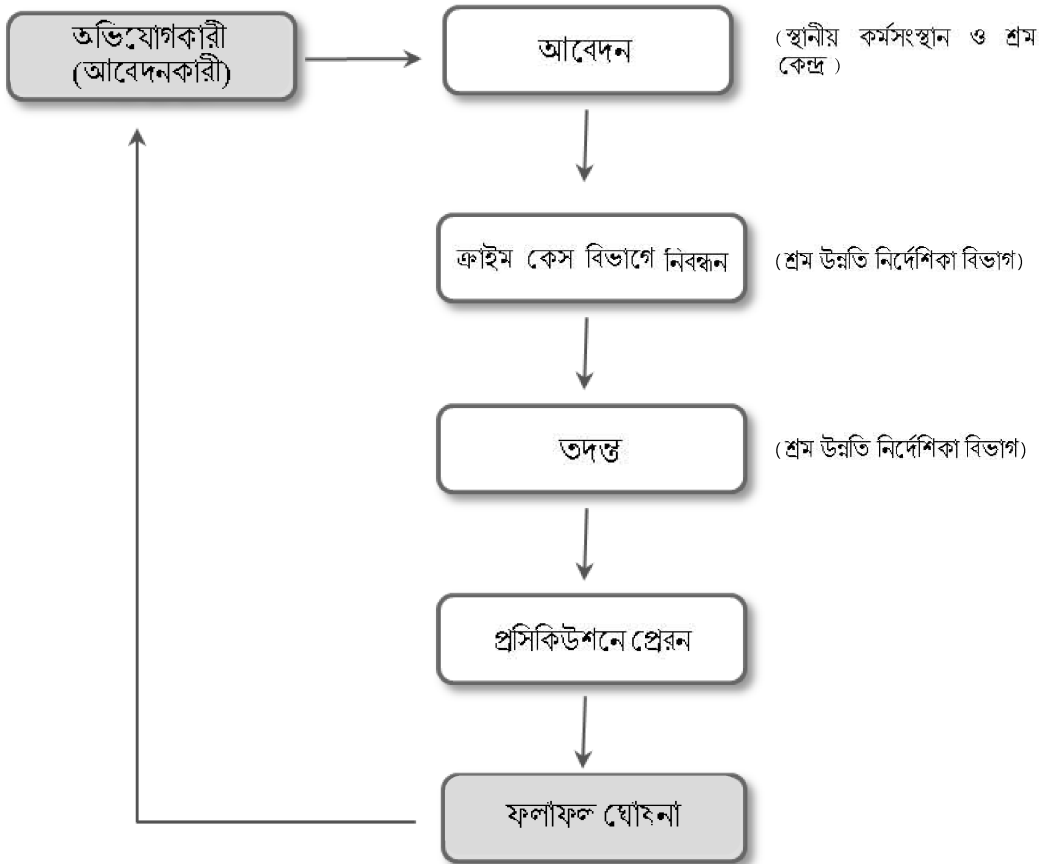 অভিযোগকারী
(আবেদনকারী)
আবেদন
(স্থানীয় কর্মসংস্থান ও শ্রম
কেন্দ্র )
ক্রাইম কেস বিভাগে নিবন্ধন
(শ্রম উন্নতি নির্দেশিকা বিভাগ)
তদন্ত
(শ্রম উন্নতি নির্দেশিকা বিভাগ)
প্রসিকিউশনে প্রেরন
ফলাফল ঘোষনা